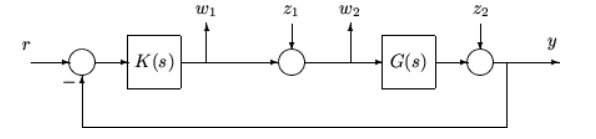 w₁ z₁ w₂ z₂
r K(s) G(s) y
−